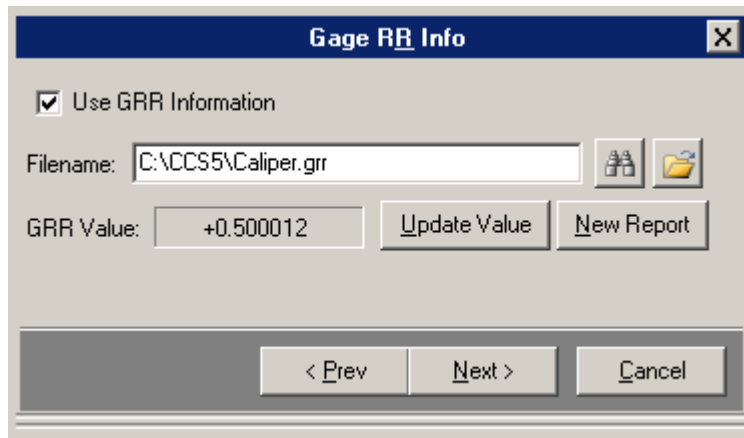 Gage RR Info
Use GRR Information
Filename: C:\CCS5\Caliper.grr
GRR Value: +0.500012 Update Value New Report
< Prev Next > Cancel